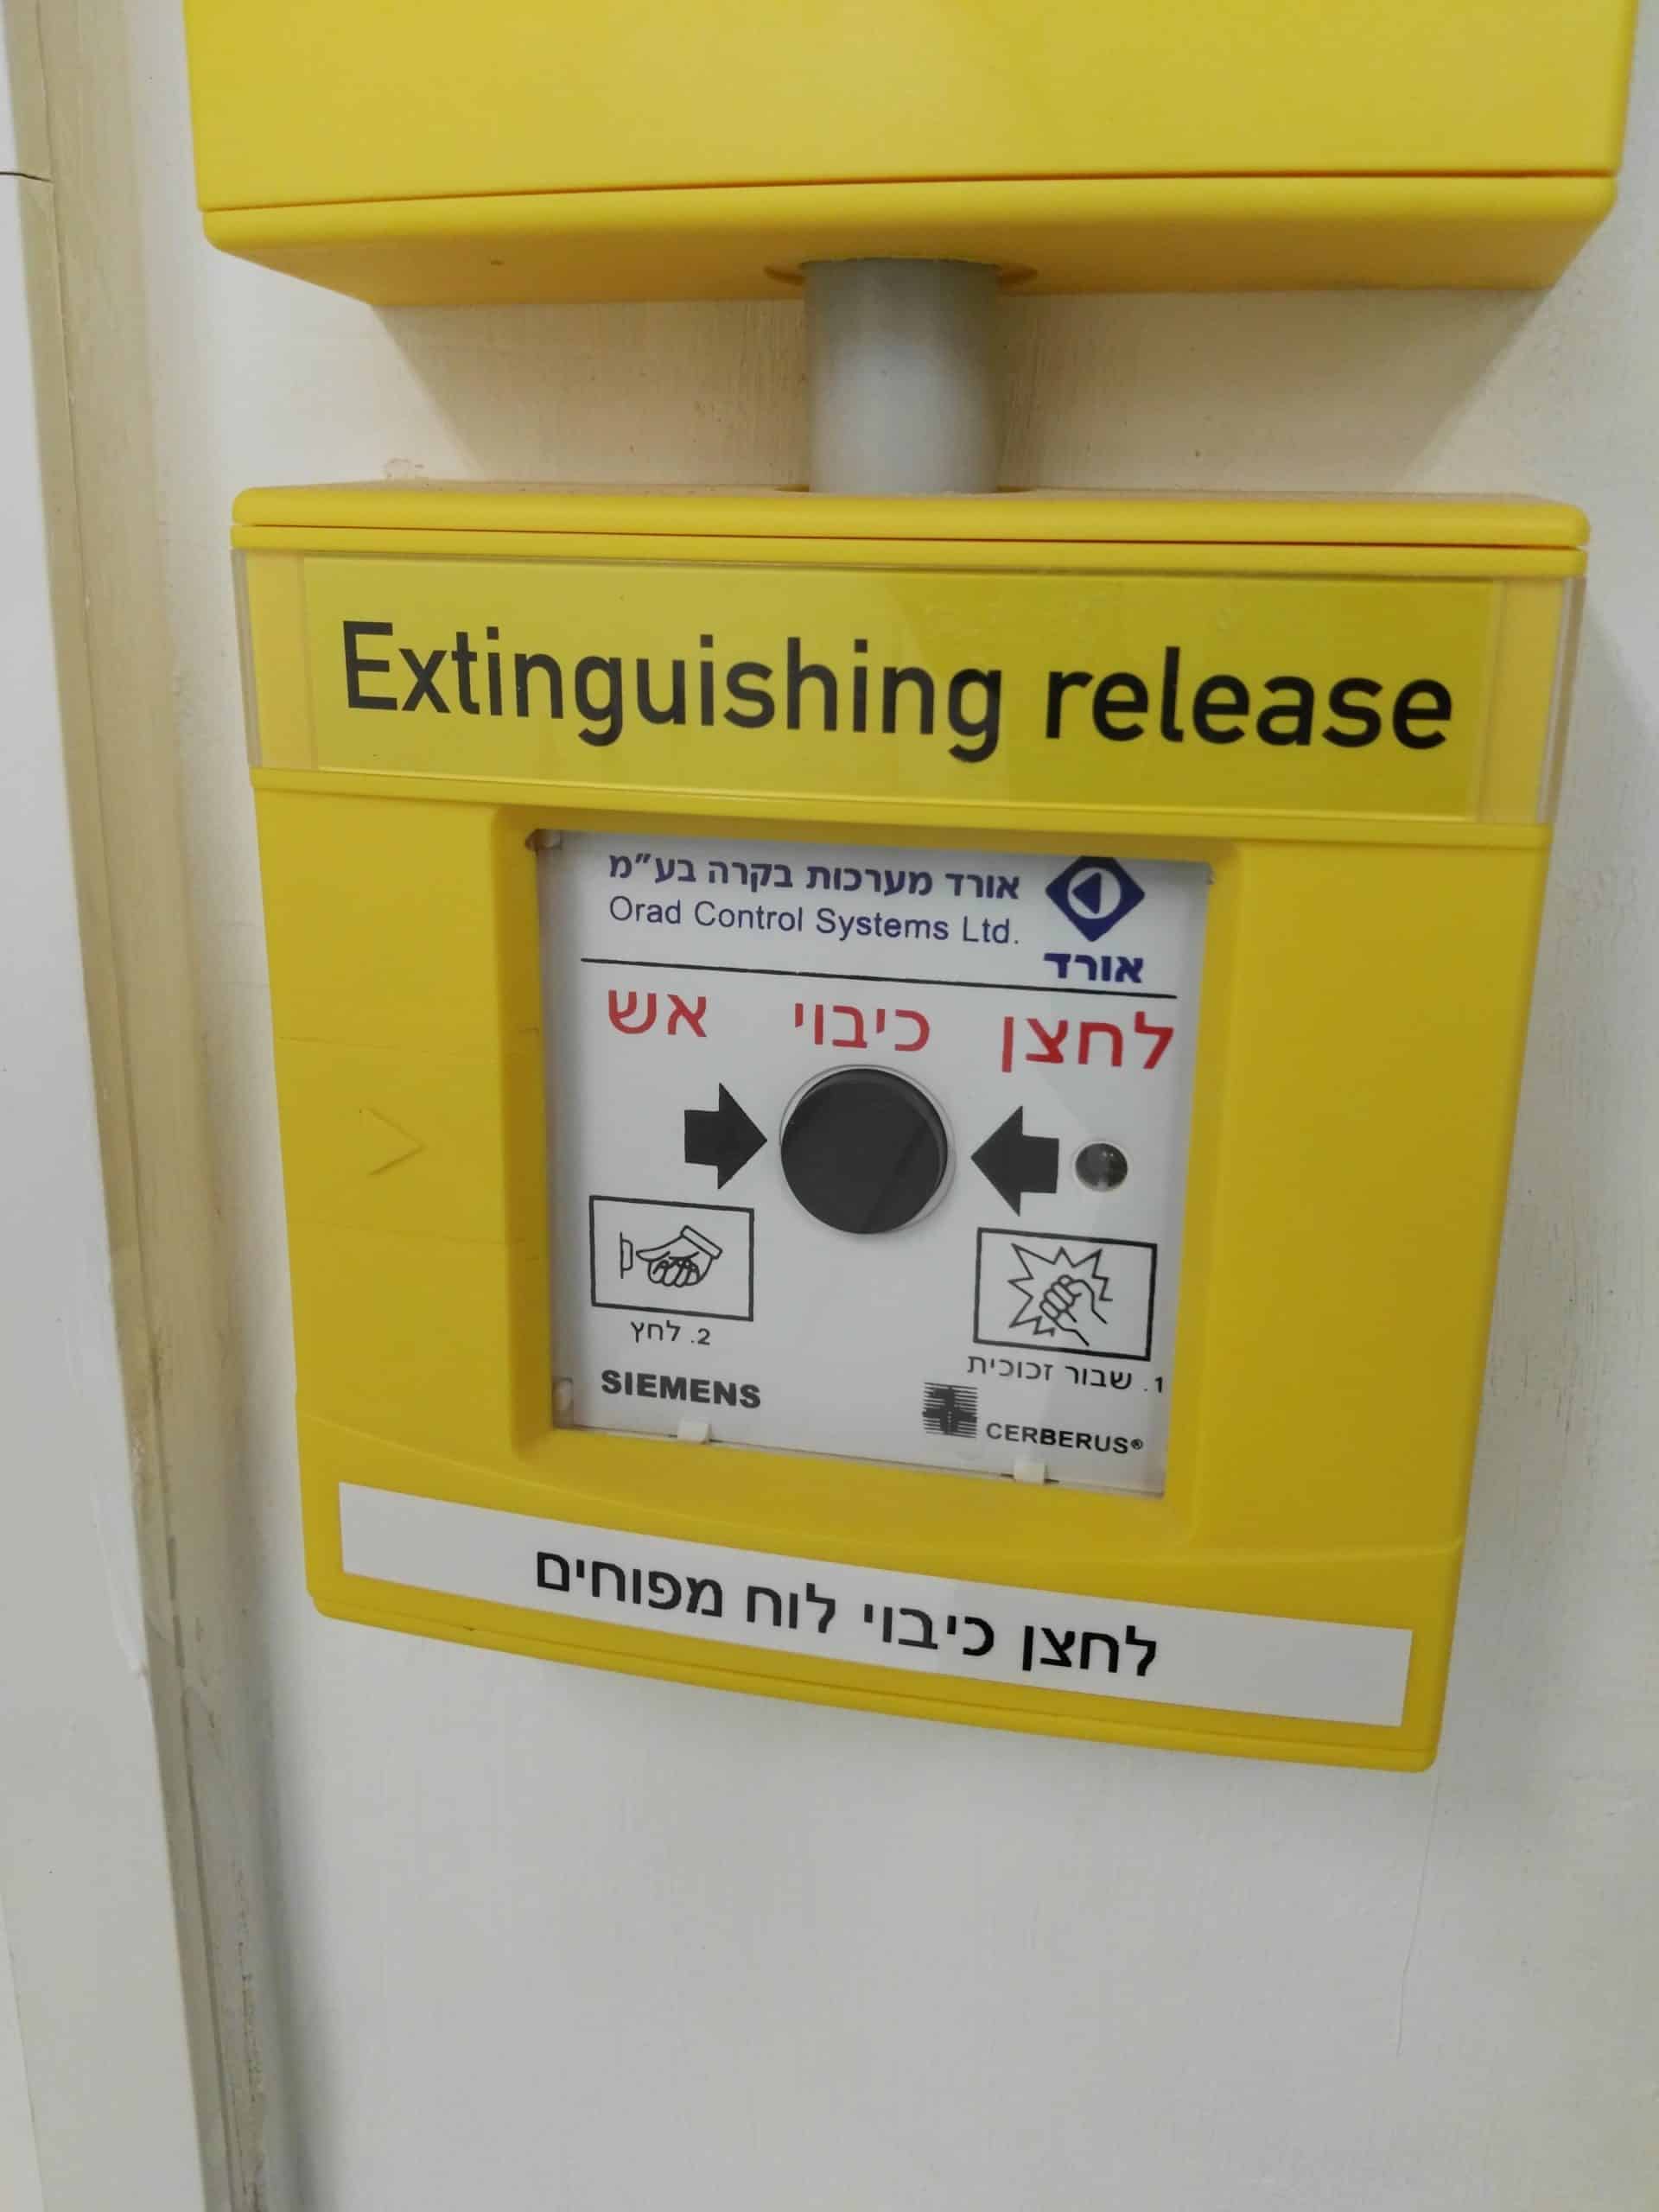 Extinguishing release
אורד מערכות בקרה בע"מ
Orad Control Systems Ltd.
אורד
לחצן כיבוי אש
1. שבור זכוכית
2. לחץ
SIEMENS
CERBERUS®
לחצן כיבוי לוח מפוחים